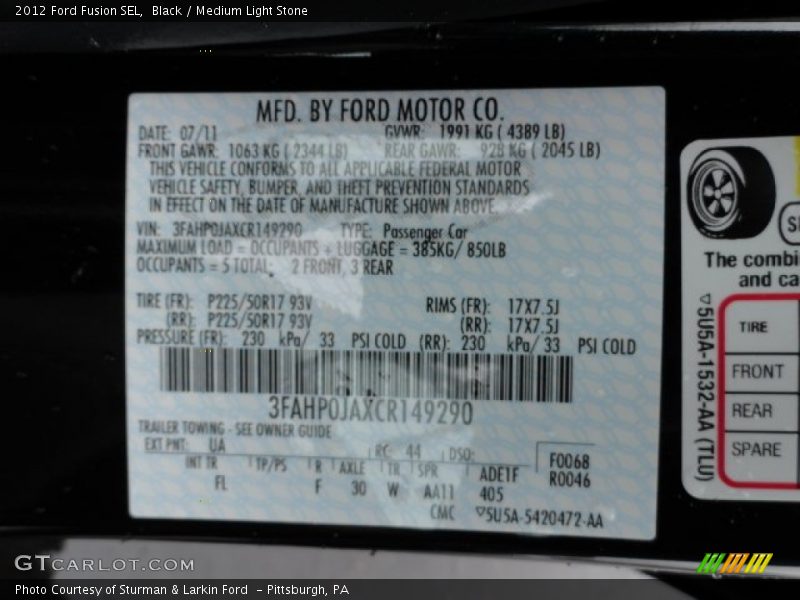 2012 Ford Fusion SEL,  Black / Medium Light Stone
MFD. BY FORD MOTOR CO.
DATE: 07/11 GVWR: 1991 KG ( 4389 LB)
FRONT GAWR: 1063 KG ( 2344 LB) REAR GAWR: 928 KG ( 2045 LB)
THIS VEHICLE CONFORMS TO ALL APPLICABLE FEDERAL MOTOR
VEHICLE SAFETY, BUMPER, AND THEFT PREVENTION STANDARDS
IN EFFECT ON THE DATE OF MANUFACTURE SHOWN ABOVE
VIN: 3FAHP0JAXCR149290 TYPE: Passenger Car
MAXIMUM LOAD = OCCUPANTS + LUGGAGE = 385KG/ 850LB
OCCUPANTS = 5 TOTAL, 2 FRONT, 3 REAR
TIRE (FR): P225/50R17 93V RIMS (FR): 17X7.5J
(RR): P225/50R17 93V (RR): 17X7.5J
PRESSURE (FR): 230 kPa/ 33 PSI COLD (RR): 230 kPa/ 33 PSI COLD
3FAHP0JAXCR149290
TRAILER TOWING - SEE OWNER GUIDE
EXT PNT: UA RC: 44 DSO: F0068
INT TR TP/PS R AXLE TR SPR ADE1F R0046
FL F 30 W AA11 405
CMC ▽5U5A-5420472-AA
The combi
and ca
▽5U5A-1532-AA (TLU)
TIRE
FRONT
REAR
SPARE
GTCARLOT.COM
Photo Courtesy of Sturman & Larkin Ford  - Pittsburgh, PA